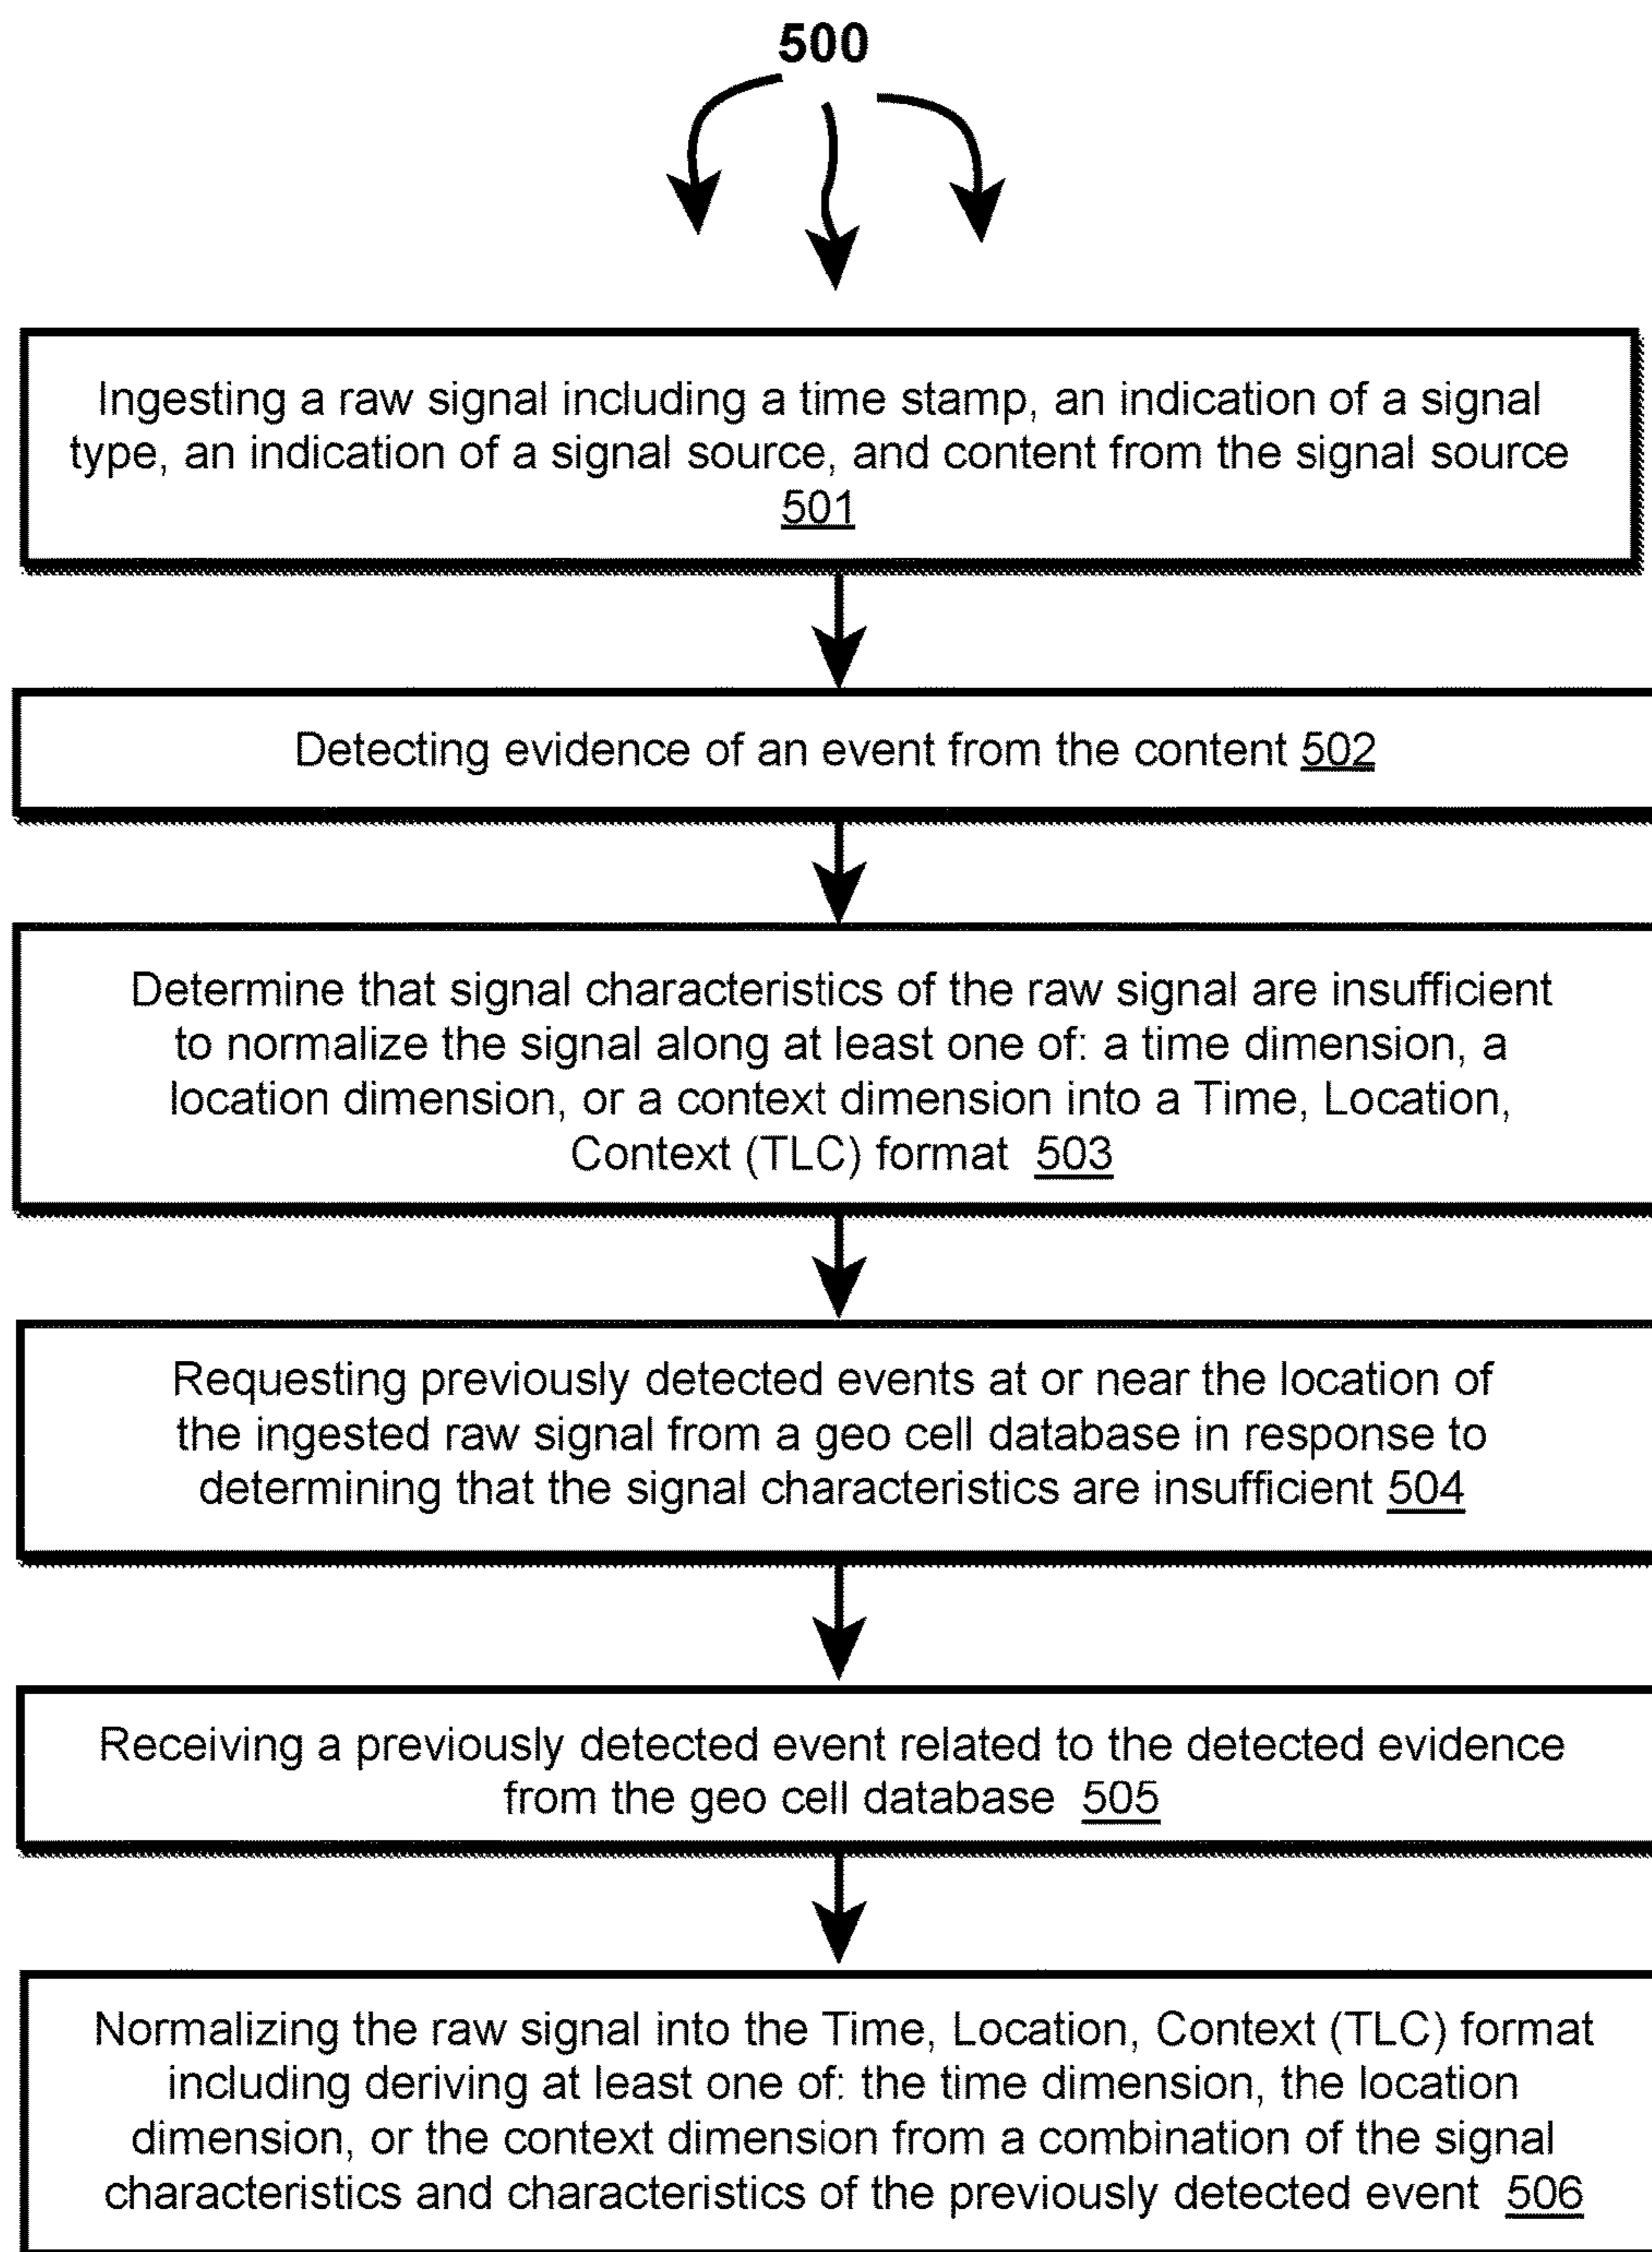 500
Ingesting a raw signal including a time stamp, an indication of a signal
type, an indication of a signal source, and content from the signal source
501
Detecting evidence of an event from the content 502
Determine that signal characteristics of the raw signal are insufficient
to normalize the signal along at least one of: a time dimension, a
location dimension, or a context dimension into a Time, Location,
Context (TLC) format 503
Requesting previously detected events at or near the location of
the ingested raw signal from a geo cell database in response to
determining that the signal characteristics are insufficient 504
Receiving a previously detected event related to the detected evidence
from the geo cell database 505
Normalizing the raw signal into the Time, Location, Context (TLC) format
including deriving at least one of: the time dimension, the location
dimension, or the context dimension from a combination of the signal
characteristics and characteristics of the previously detected event 506